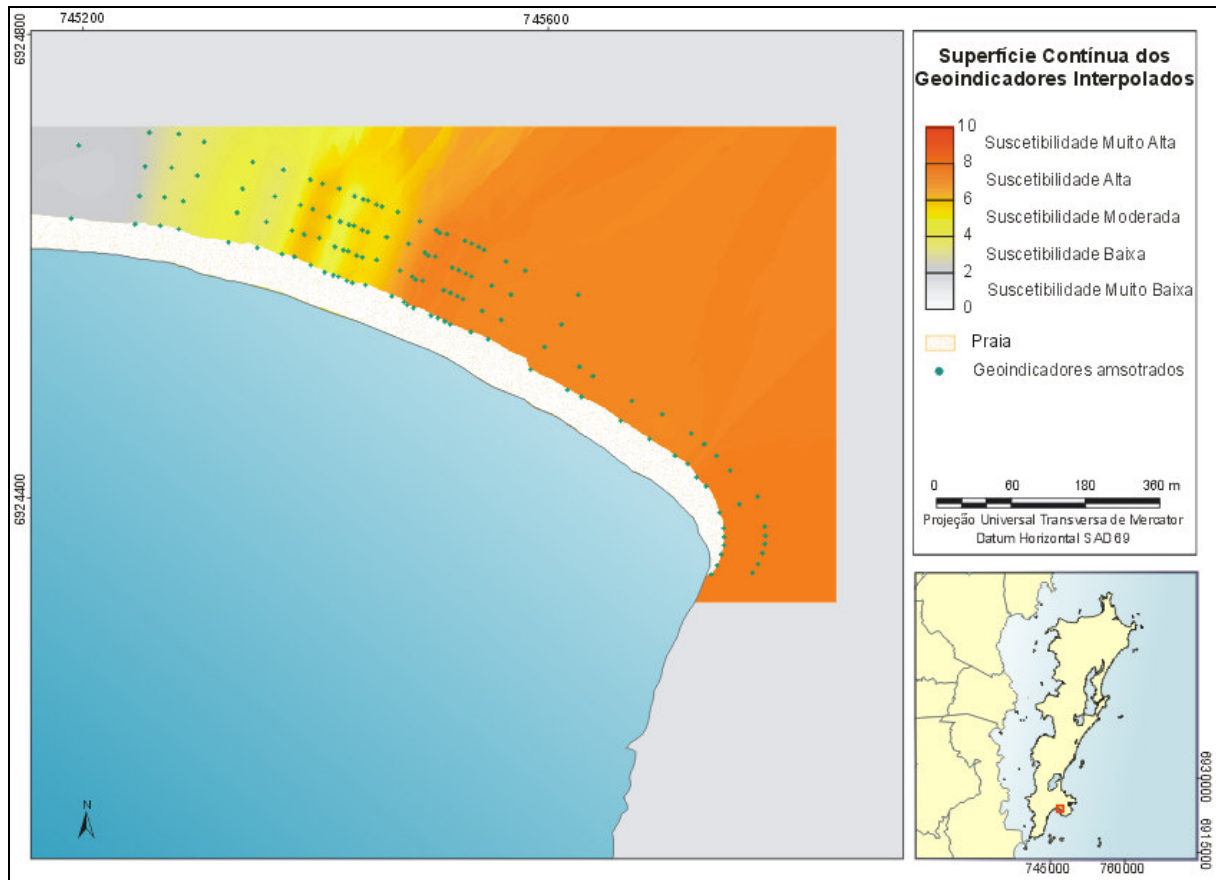 745200
745600
6924800
6924400
N
Superfície Contínua dos
Geoindicadores Interpolados
10
Suscetibilidade Muito Alta
8
Suscetibilidade Alta
6
Suscetibilidade Moderada
4
Suscetibilidade Baixa
2
Suscetibilidade Muito Baixa
0
Praia
Geoindicadores amsotrados
0 60 180 360 m
Projeção Universal Transversa de Mercator
Datum Horizontal SAD 69
6930000
6915000
745000 760000